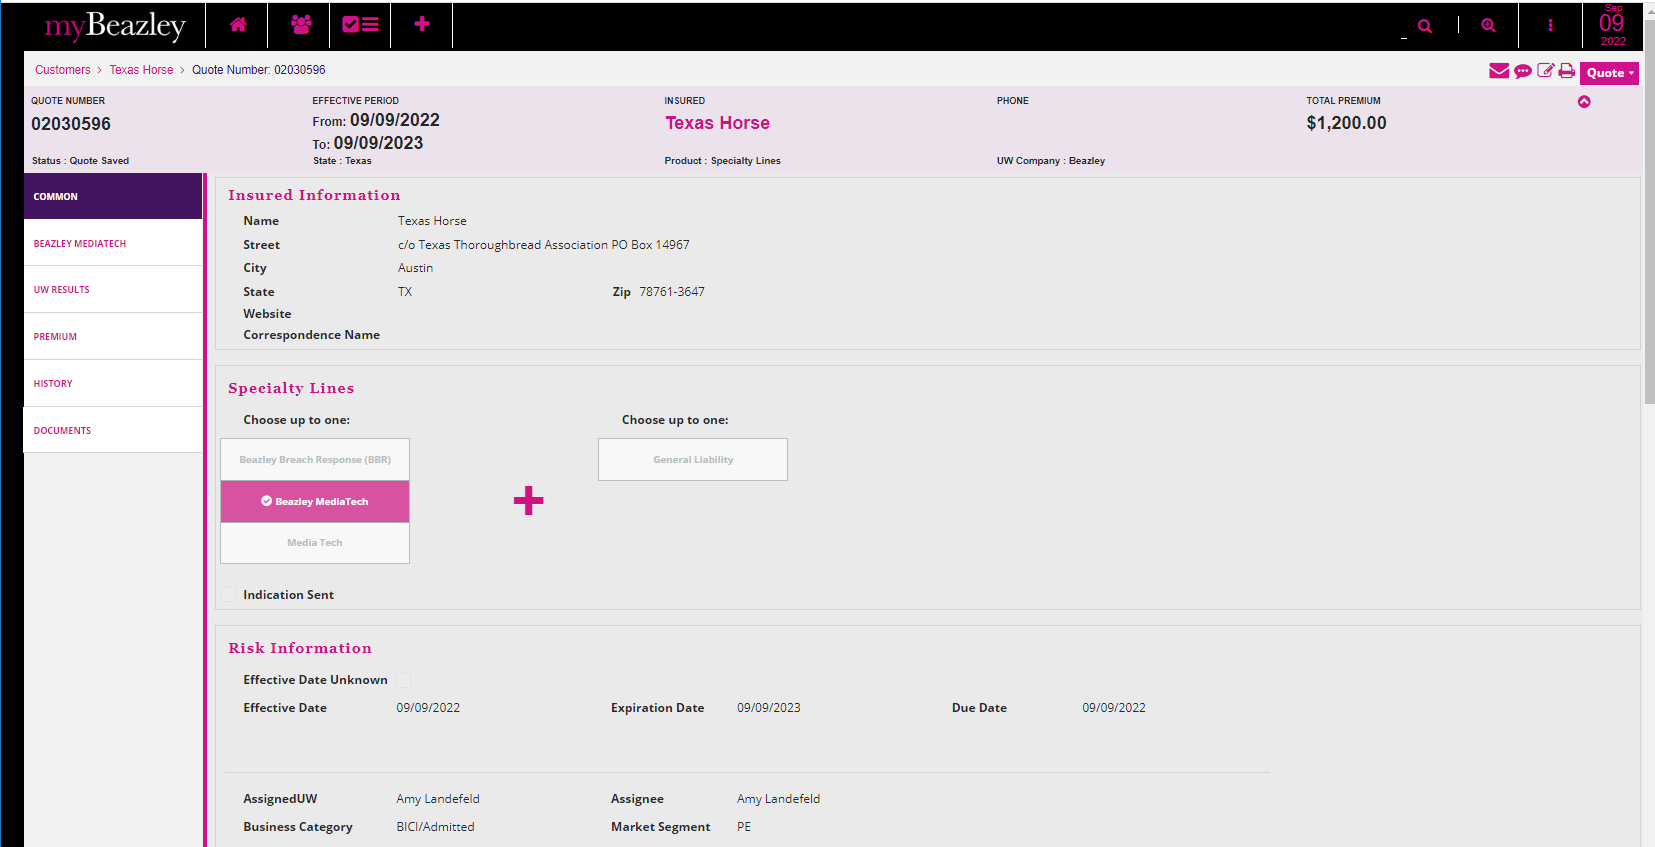 myBeazley
Sep
09
2022
Customers > Texas Horse > Quote Number: 02030596
Quote
QUOTE NUMBER EFFECTIVE PERIOD INSURED PHONE TOTAL PREMIUM
02030596 From: 09/09/2022 Texas Horse $1,200.00
To: 09/09/2023
Status : Quote Saved State : Texas Product : Specialty Lines UW Company : Beazley
COMMON
BEAZLEY MEDIATECH
UW RESULTS
PREMIUM
HISTORY
DOCUMENTS
Insured Information
Name Texas Horse
Street c/o Texas Thoroughbread Association PO Box 14967
City Austin
State TX Zip 78761-3647
Website
Correspondence Name
Specialty Lines
Choose up to one: Choose up to one:
Beazley Breach Response (BBR) General Liability
Beazley MediaTech
Media Tech
Indication Sent
Risk Information
Effective Date Unknown
Effective Date 09/09/2022 Expiration Date 09/09/2023 Due Date 09/09/2022
AssignedUW Amy Landefeld Assignee Amy Landefeld
Business Category BICI/Admitted Market Segment PE